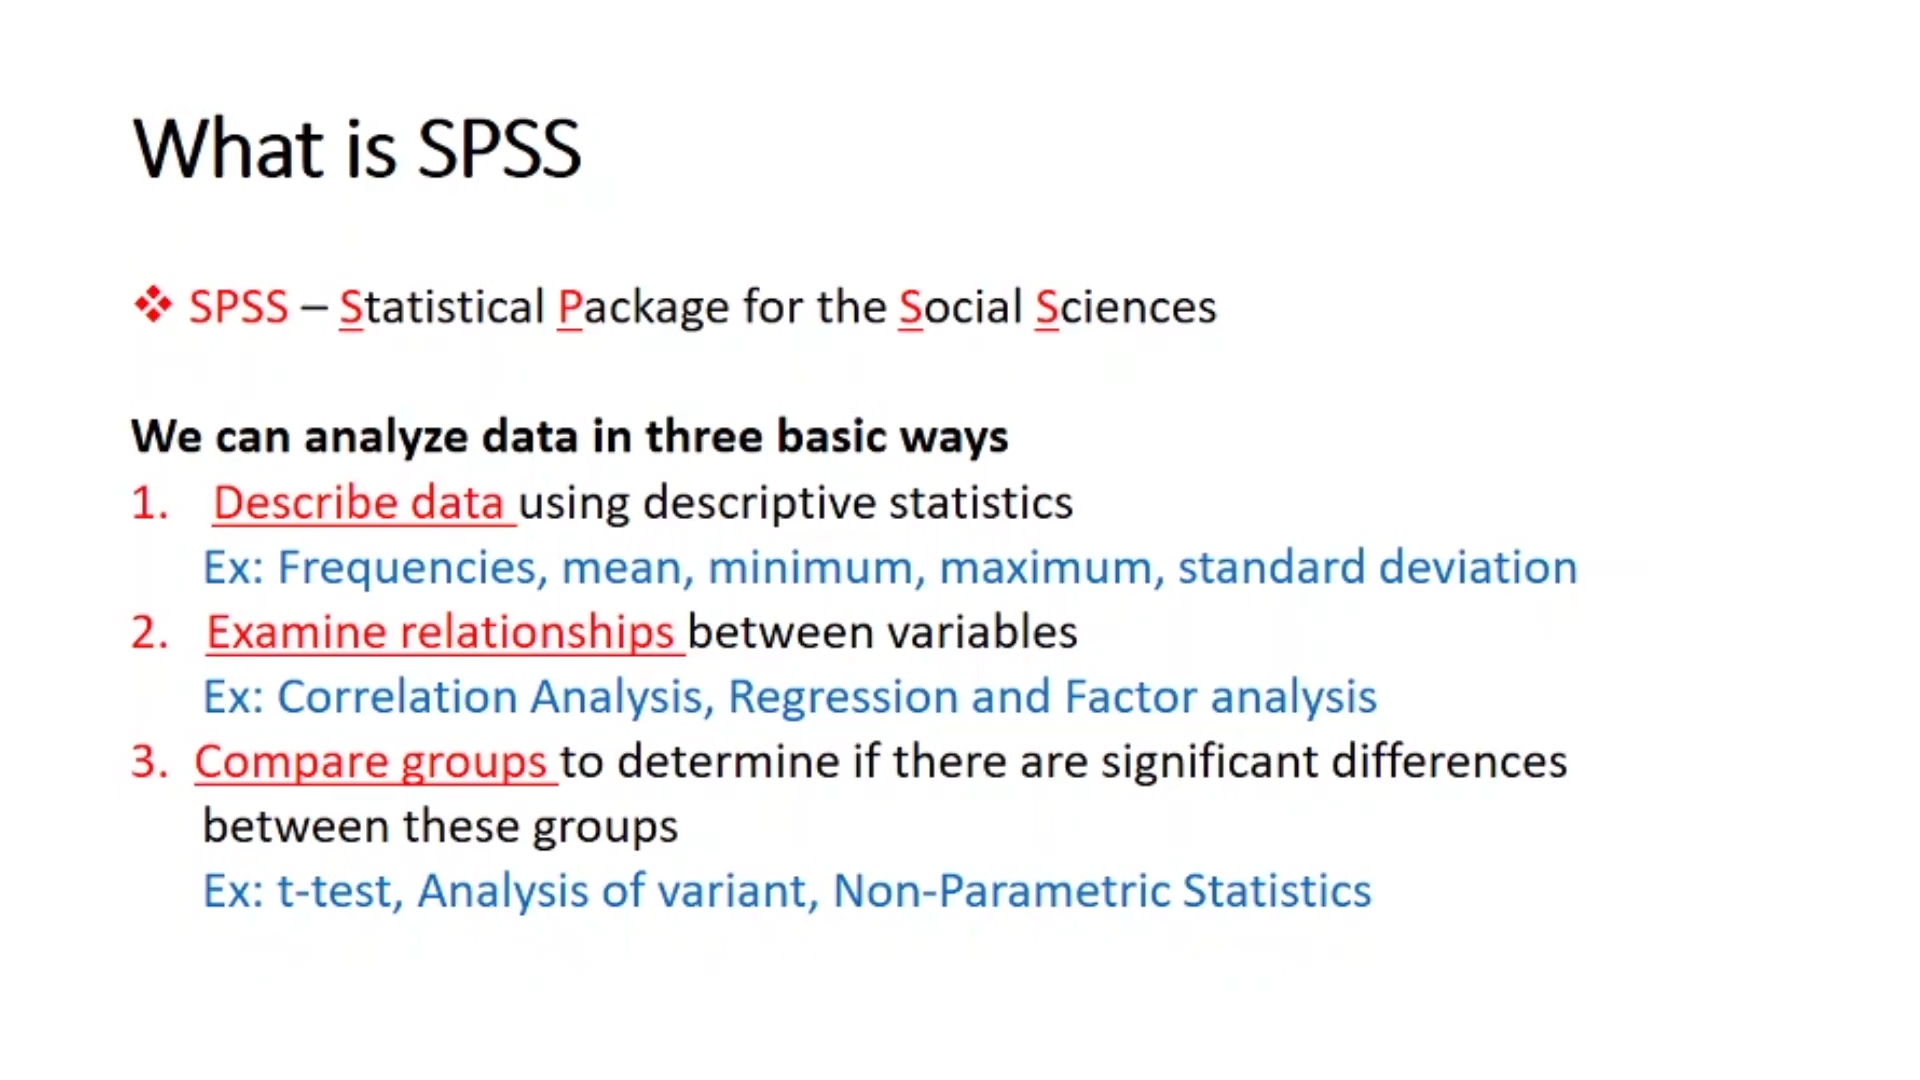 What is SPSS
❖ SPSS – Statistical Package for the Social Sciences
We can analyze data in three basic ways
1. Describe data using descriptive statistics
Ex: Frequencies, mean, minimum, maximum, standard deviation
2. Examine relationships between variables
Ex: Correlation Analysis, Regression and Factor analysis
3. Compare groups to determine if there are significant differences
between these groups
Ex: t-test, Analysis of variant, Non-Parametric Statistics